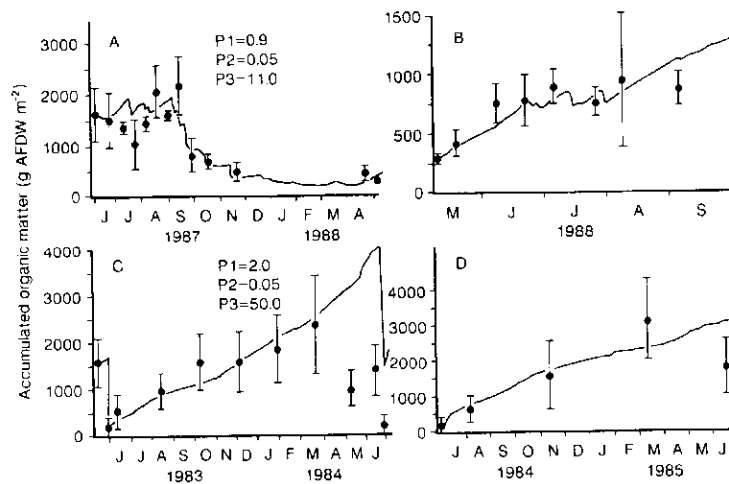 Accumulated organic matter (g AFDW m⁻²)
A
P1=0.9
P2=0.05
P3-11.0
3000
2000
1000
0
J J A S O N D J F M A
1987 1988
B
1500
1000
500
0
M J J A S
1988
C
P1=2.0
P2-0.05
P3=50.0
4000
3000
2000
1000
0
J J A S O N D J F M A M J
1983 1984
D
4000
3000
2000
1000
0
J A S O N D J F M A M J
1984 1985